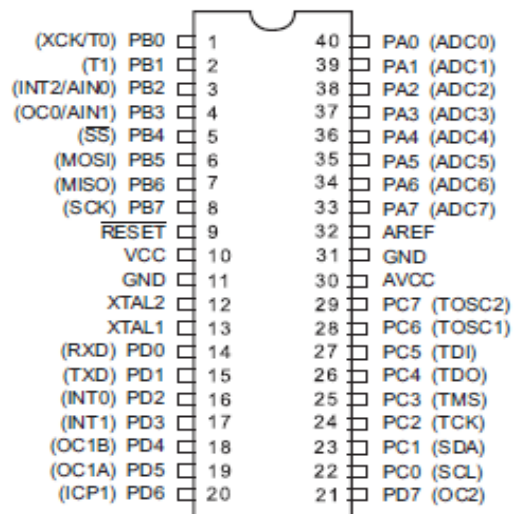 (XCK/T0) PB0 1 40 PA0 (ADC0)
(T1) PB1 2 39 PA1 (ADC1)
(INT2/AIN0) PB2 3 38 PA2 (ADC2)
(OC0/AIN1) PB3 4 37 PA3 (ADC3)
(S̅S̅) PB4 5 36 PA4 (ADC4)
(MOSI) PB5 6 35 PA5 (ADC5)
(MISO) PB6 7 34 PA6 (ADC6)
(SCK) PB7 8 33 PA7 (ADC7)
R̅E̅S̅E̅T̅ 9 32 AREF
VCC 10 31 GND
GND 11 30 AVCC
XTAL2 12 29 PC7 (TOSC2)
XTAL1 13 28 PC6 (TOSC1)
(RXD) PD0 14 27 PC5 (TDI)
(TXD) PD1 15 26 PC4 (TDO)
(INT0) PD2 16 25 PC3 (TMS)
(INT1) PD3 17 24 PC2 (TCK)
(OC1B) PD4 18 23 PC1 (SDA)
(OC1A) PD5 19 22 PC0 (SCL)
(ICP1) PD6 20 21 PD7 (OC2)